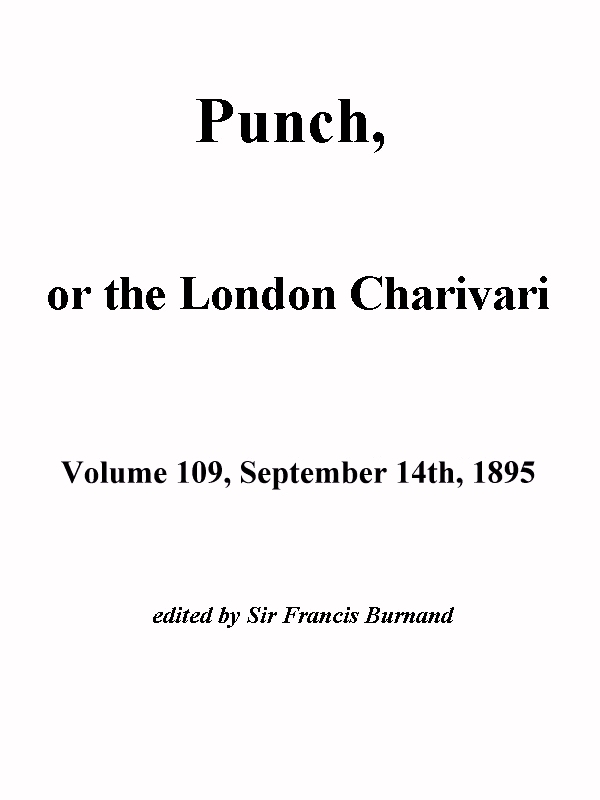 Punch,
or the London Charivari
Volume 109, September 14th, 1895
edited by Sir Francis Burnand